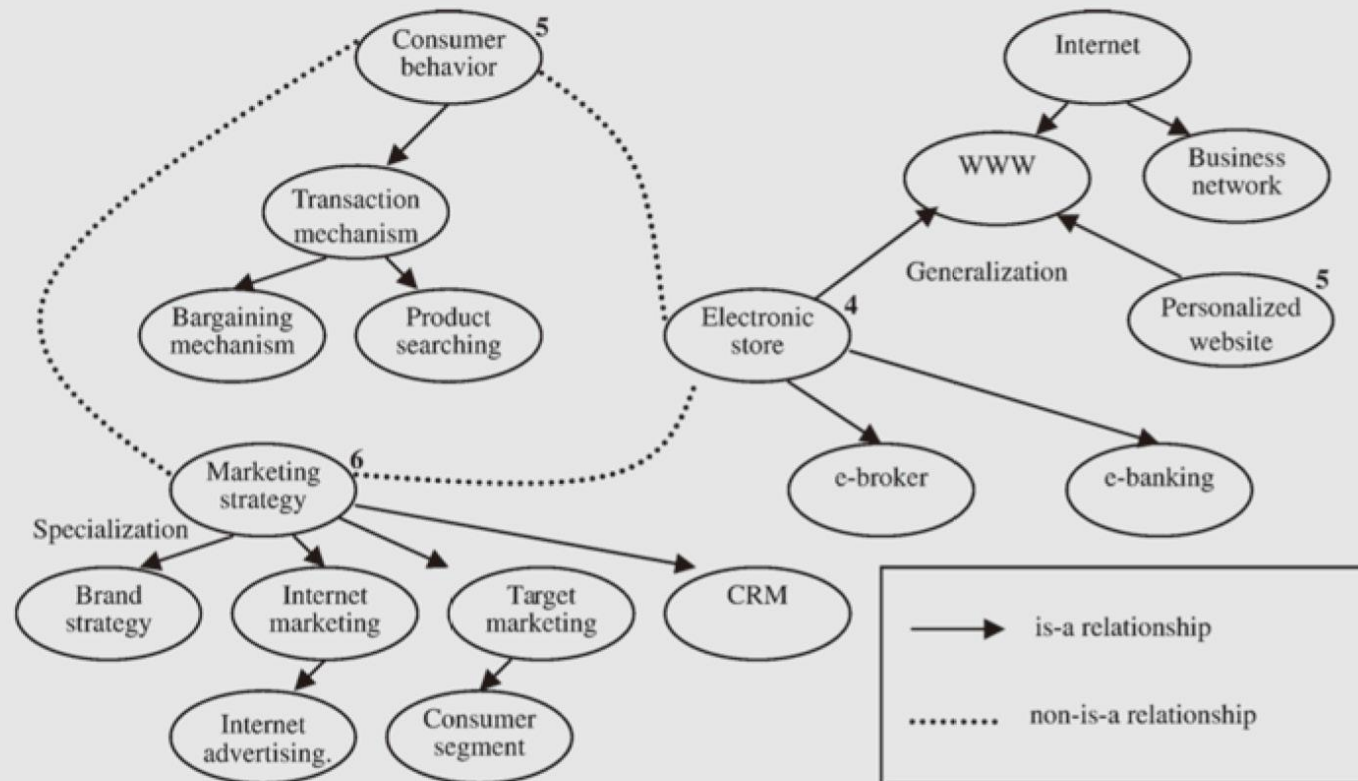 Consumer
behavior
5
Internet
WWW
Business
network
Transaction
mechanism
Generalization
Bargaining
mechanism
Product
searching
Electronic
store
4
Personalized
website
5
Marketing
strategy
6
e-broker
e-banking
Specialization
Brand
strategy
Internet
marketing
Target
marketing
CRM
Internet
advertising.
Consumer
segment
is-a relationship
non-is-a relationship